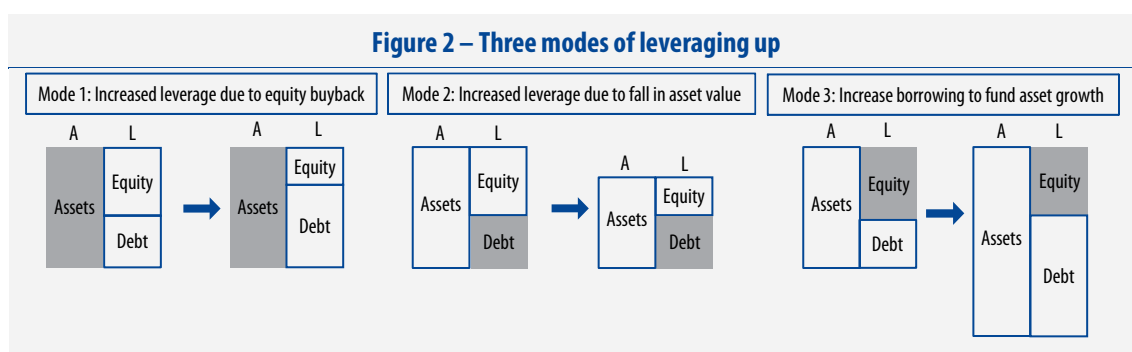 Figure 2 – Three modes of leveraging up
Mode 1: Increased leverage due to equity buyback
A L
Assets
Equity
Debt
A L
Assets
Equity
Debt
Mode 2: Increased leverage due to fall in asset value
A L
Assets
Equity
Debt
A L
Assets
Equity
Debt
Mode 3: Increase borrowing to fund asset growth
A L
Assets
Equity
Debt
A L
Assets
Equity
Debt